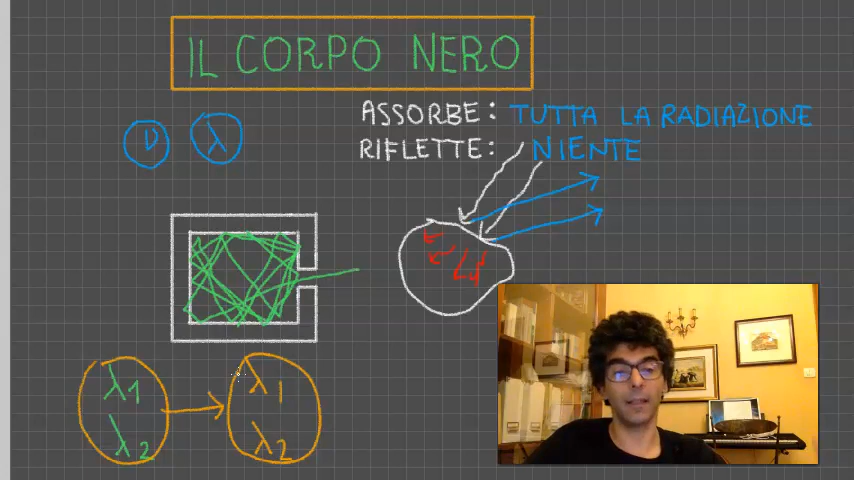 IL CORPO NERO
ASSORBE: TUTTA LA RADIAZIONE
RIFLETTE: NIENTE
ν λ
λ1 λ1
λ2 λ2